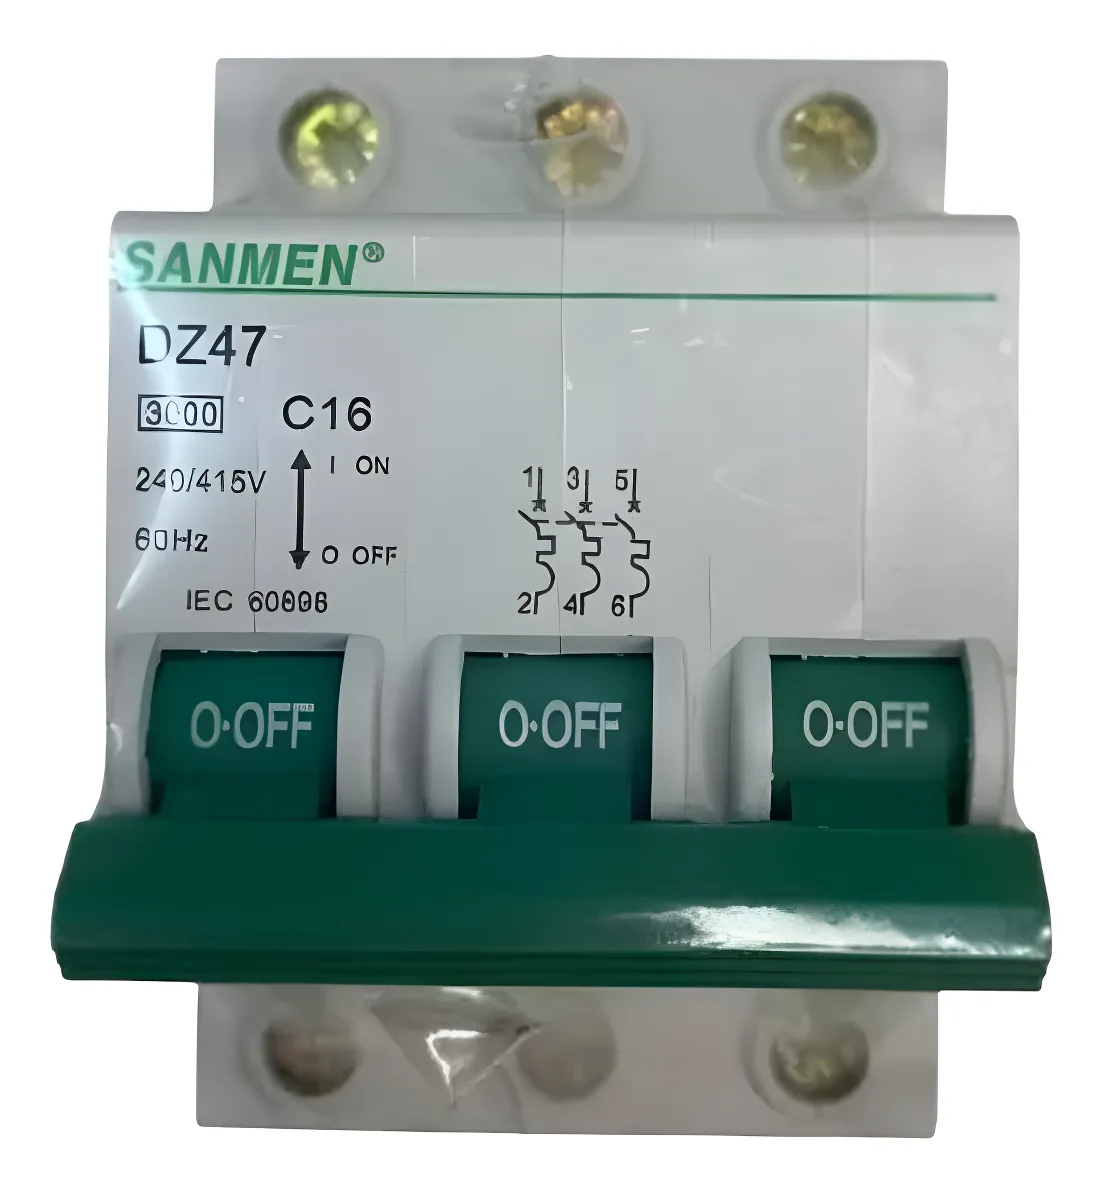 SANMEN®
DZ47
3000 C16
240/415V
I ON
60Hz
O OFF
IEC 60898
1 3 5
2 4 6
O·OFF O·OFF O·OFF